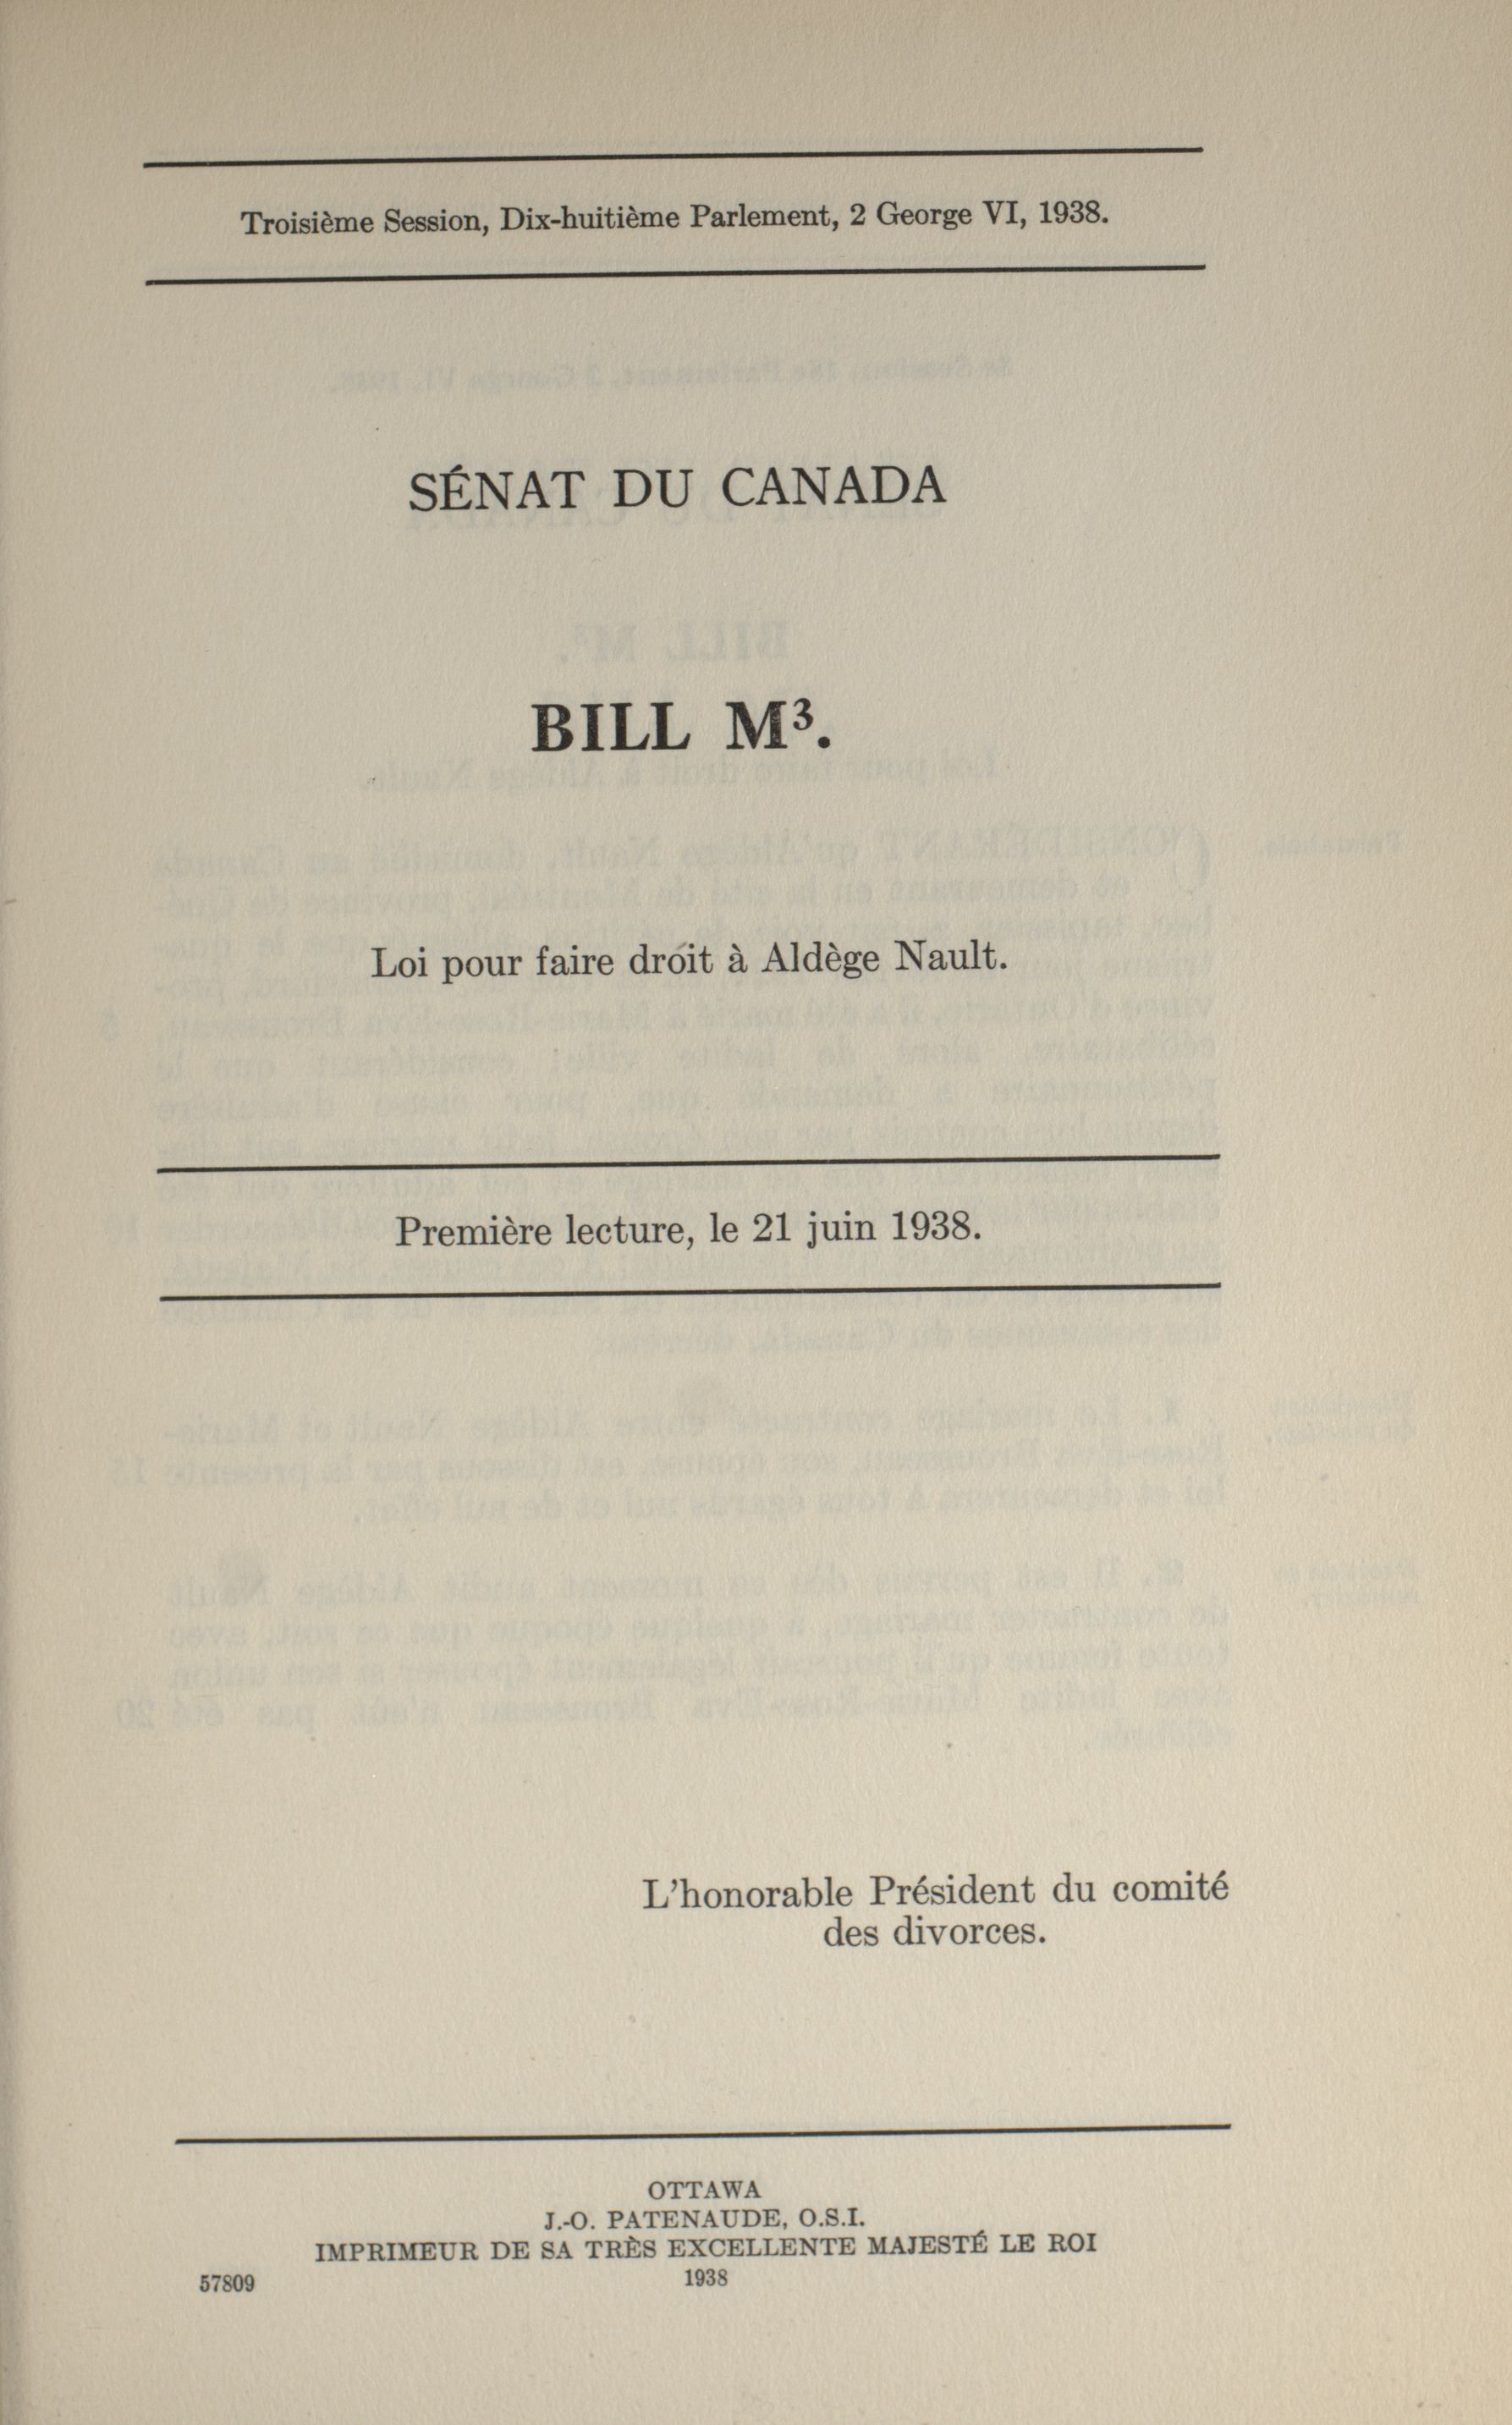 Troisième Session, Dix-huitième Parlement, 2 George VI, 1938.
SÉNAT DU CANADA
BILL M³.
Loi pour faire droit à Aldège Nault.
Première lecture, le 21 juin 1938.
L'honorable Président du comité
des divorces.
OTTAWA
J.-O. PATENAUDE, O.S.I.
IMPRIMEUR DE SA TRÈS EXCELLENTE MAJESTÉ LE ROI
57809 1938